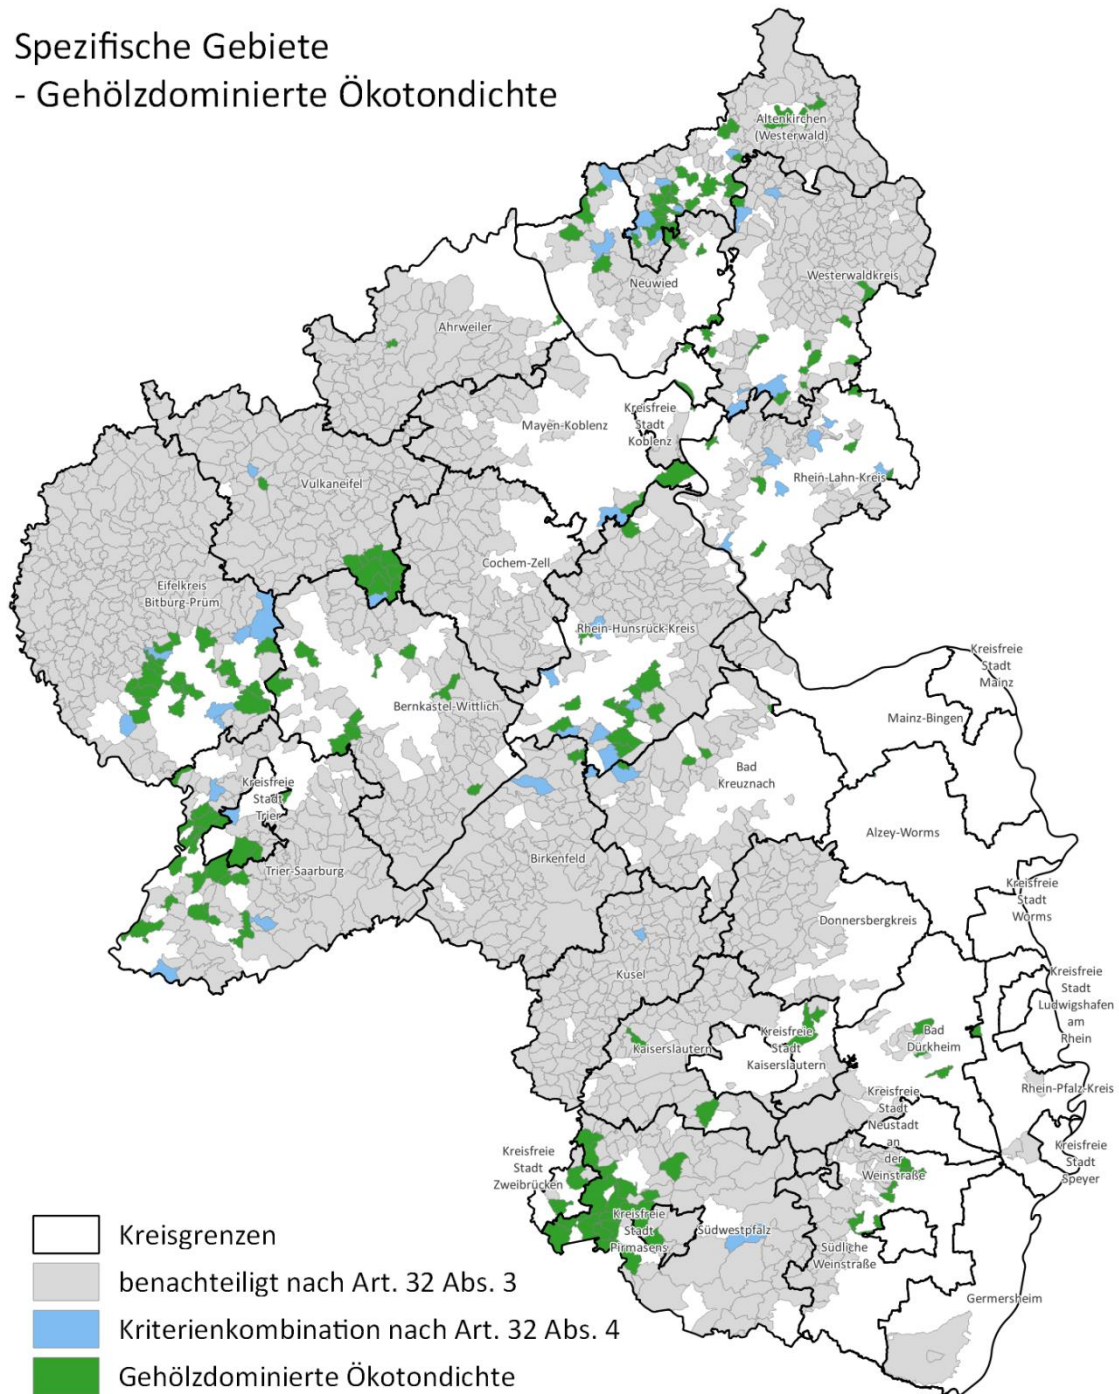 Spezifische Gebiete
- Gehölzdominierte Ökotondichte
Altenkirchen
(Westerwald)
Westerwaldkreis
Neuwied
Ahrweiler
Mayen-Koblenz
Kreisfreie
Stadt
Koblenz
Rhein-Lahn-Kreis
Vulkaneifel
Cochem-Zell
Eifelkreis
Bitburg-Prüm
Rhein-Hunsrück-Kreis
Bernkastel-Wittlich
Kreisfreie
Stadt
Mainz
Mainz-Bingen
Bad
Kreuznach
Kreisfreie
Stadt
Trier
Alzey-Worms
Birkenfeld
Trier-Saarburg
Kreisfreie
Stadt
Worms
Donnersbergkreis
Kusel
Kreisfreie
Stadt
Ludwigshafen
am
Rhein
Kaiserslautern
Kreisfreie
Stadt
Kaiserslautern
Bad
Dürkheim
Rhein-Pfalz-Kreis
Kreisfreie
Stadt
Neustadt
an
der
Weinstraße
Kreisfreie
Stadt
Speyer
Kreisfreie
Stadt
Zweibrücken
Kreisfreie
Stadt
Pirmasens
Südwestpfalz
Südliche
Weinstraße
Germersheim
Kreisgrenzen
benachteiligt nach Art. 32 Abs. 3
Kriterienkombination nach Art. 32 Abs. 4
Gehölzdominierte Ökotondichte